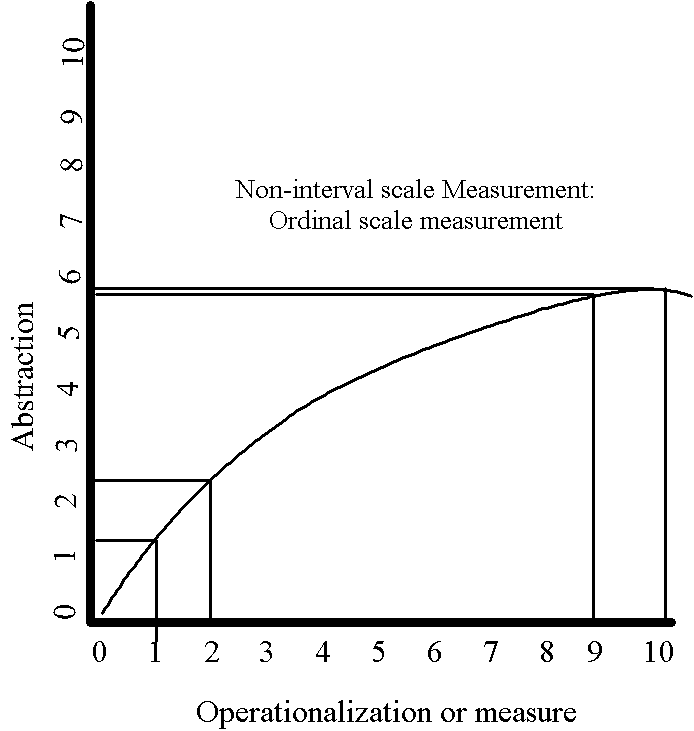 10
9
8
7
6
5
4
3
2
1
0
Abstraction
Non-interval scale Measurement:
Ordinal scale measurement
0 1 2 3 4 5 6 7 8 9 10
Operationalization or measure